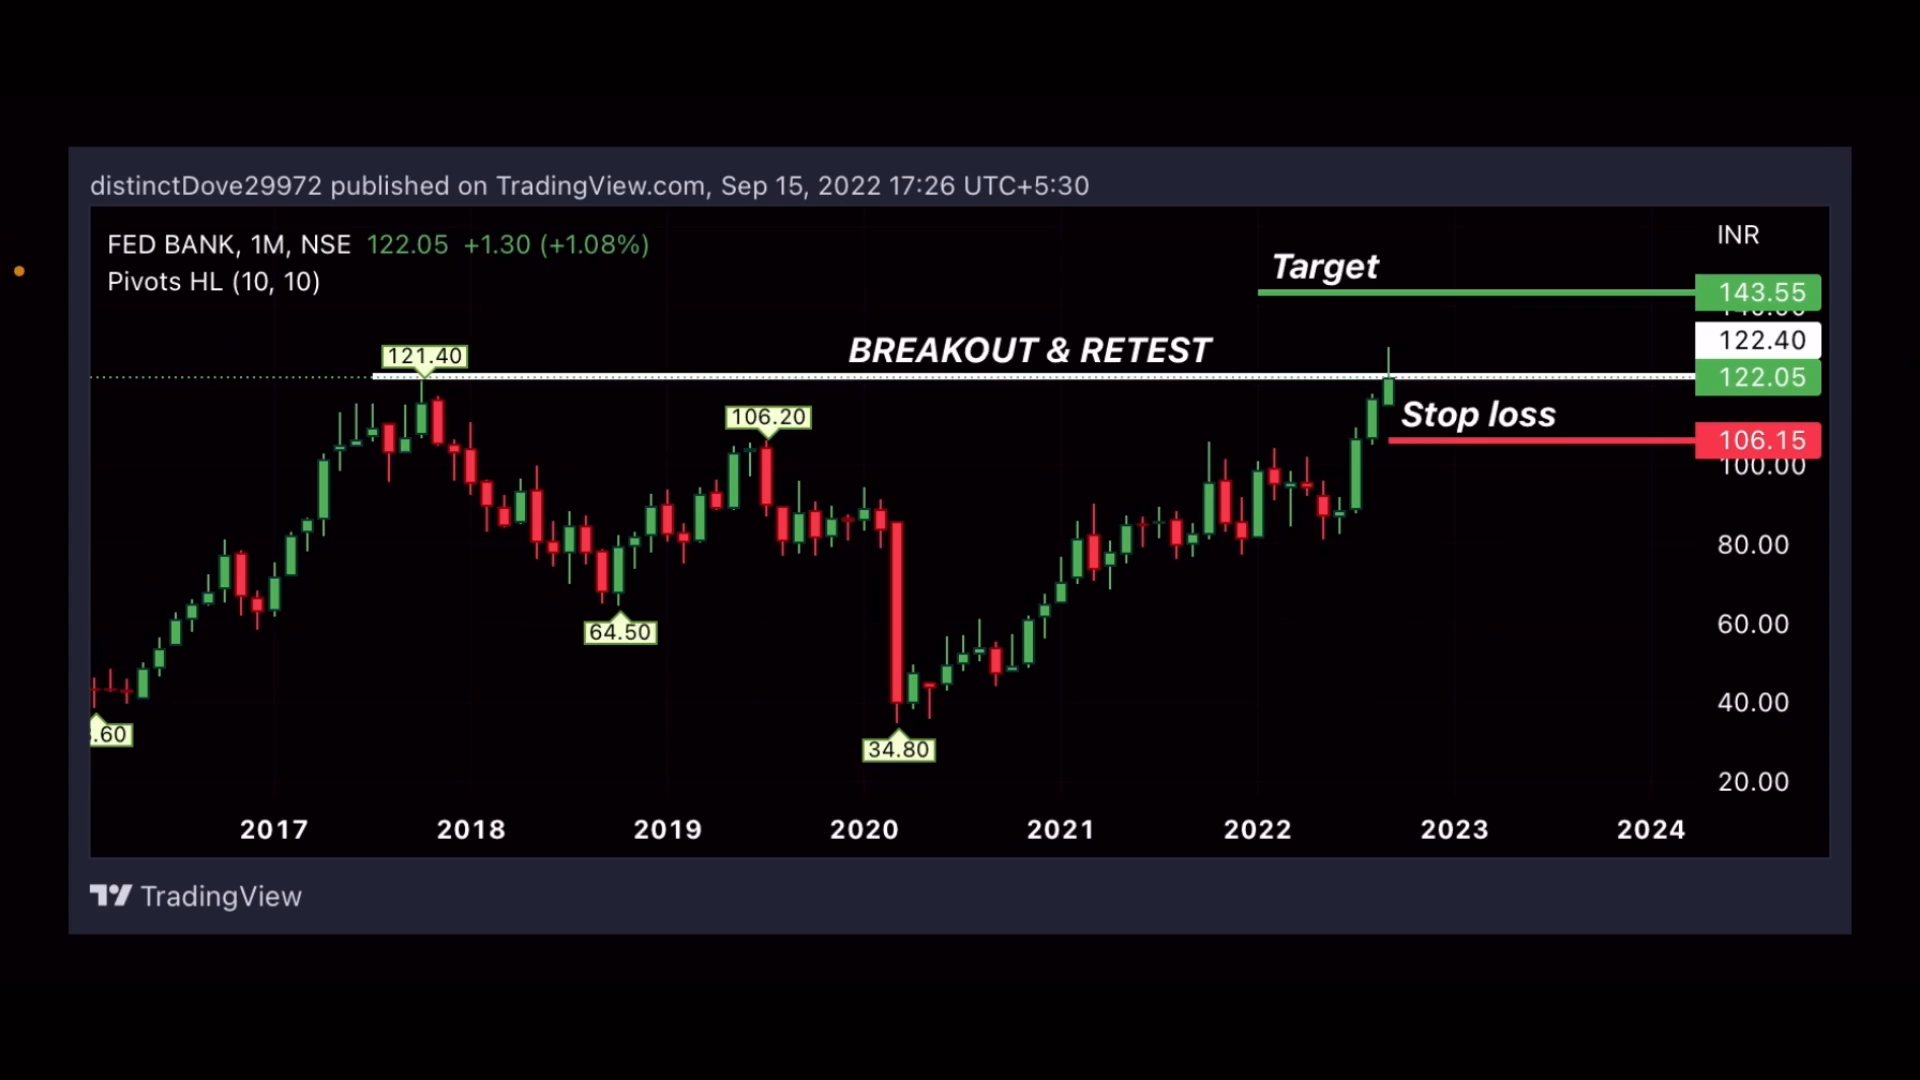 distinctDove29972 published on TradingView.com, Sep 15, 2022 17:26 UTC+5:30
FED BANK, 1M, NSE 122.05 +1.30 (+1.08%)
INR
Pivots HL (10, 10)
Target
143.55
BREAKOUT & RETEST
122.40
121.40
122.05
106.20
Stop loss
106.15
100.00
80.00
60.00
64.50
40.00
.60
34.80
20.00
2017 2018 2019 2020 2021 2022 2023 2024
TradingView